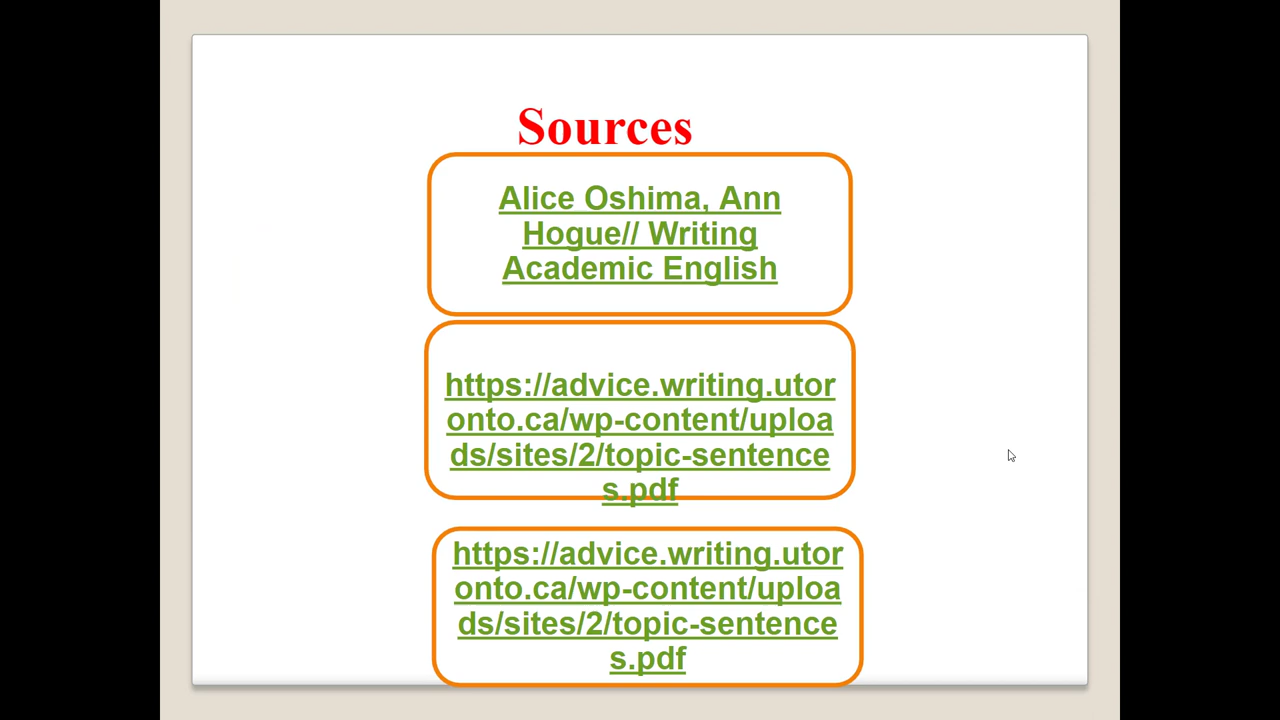 Sources
Alice Oshima, Ann
Hogue// Writing
Academic English
https://advice.writing.utor
onto.ca/wp-content/uploa
ds/sites/2/topic-sentence
s.pdf
https://advice.writing.utor
onto.ca/wp-content/uploa
ds/sites/2/topic-sentence
s.pdf